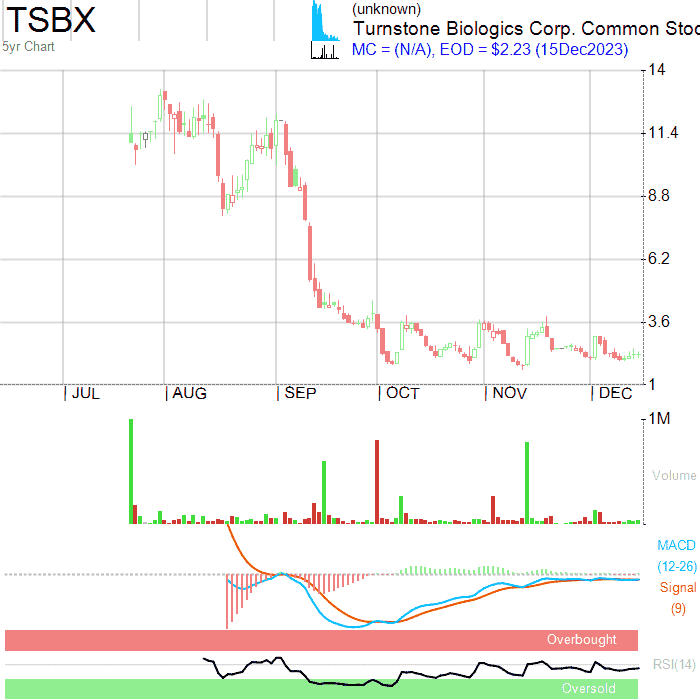 TSBX
5yr Chart
(unknown)
Turnstone Biologics Corp. Common Stoc
MC = (N/A), EOD = $2.23 (15Dec2023)
14
11.4
8.8
6.2
3.6
1
JUL AUG SEP OCT NOV DEC
1M
Volume
MACD
(12-26)
Signal
(9)
Overbought
RSI(14)
Oversold